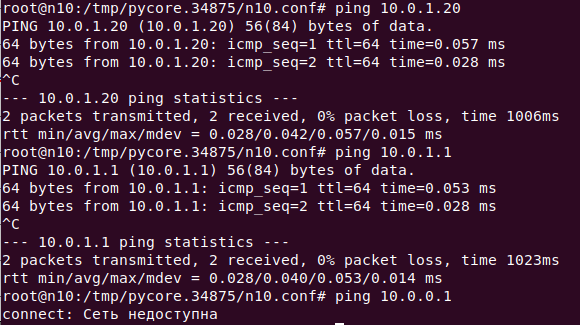 root@n10:/tmp/pycore.34875/n10.conf# ping 10.0.1.20
PING 10.0.1.20 (10.0.1.20) 56(84) bytes of data.
64 bytes from 10.0.1.20: icmp_seq=1 ttl=64 time=0.057 ms
64 bytes from 10.0.1.20: icmp_seq=2 ttl=64 time=0.028 ms
^C
--- 10.0.1.20 ping statistics ---
2 packets transmitted, 2 received, 0% packet loss, time 1006ms
rtt min/avg/max/mdev = 0.028/0.042/0.057/0.015 ms
root@n10:/tmp/pycore.34875/n10.conf# ping 10.0.1.1
PING 10.0.1.1 (10.0.1.1) 56(84) bytes of data.
64 bytes from 10.0.1.1: icmp_seq=1 ttl=64 time=0.053 ms
64 bytes from 10.0.1.1: icmp_seq=2 ttl=64 time=0.028 ms
^C
--- 10.0.1.1 ping statistics ---
2 packets transmitted, 2 received, 0% packet loss, time 1023ms
rtt min/avg/max/mdev = 0.028/0.040/0.053/0.014 ms
root@n10:/tmp/pycore.34875/n10.conf# ping 10.0.0.1
connect: Сеть недоступна